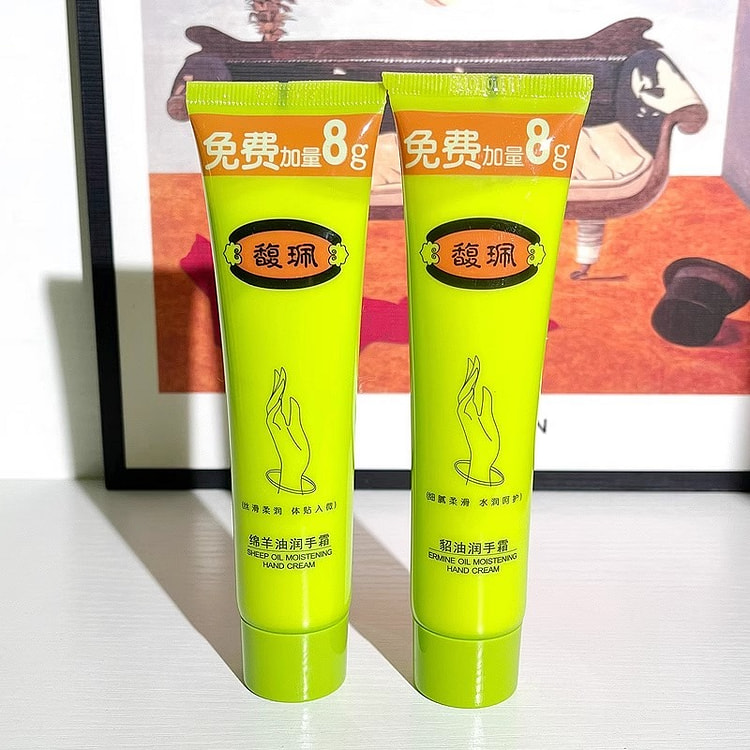 免费加量8g
馥珮
(丝滑柔润 体贴入微)
绵羊油润手霜
SHEEP OIL MOISTENING
HAND CREAM
免费加量8g
馥珮
(细腻柔滑 水润呵护)
貂油润手霜
ERMINE OIL MOISTENING
HAND CREAM